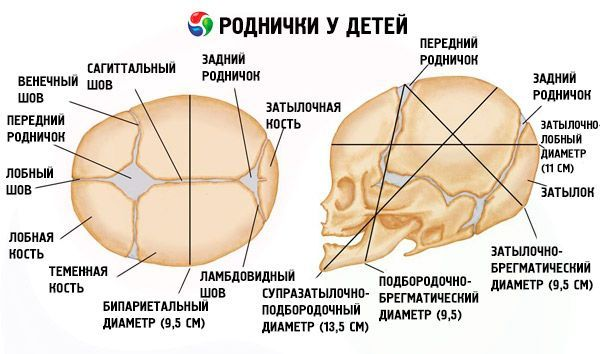 РОДНИЧКИ У ДЕТЕЙ
ВЕНЕЧНЫЙ
ШОВ
САГИТТАЛЬНЫЙ
ШОВ
ЗАДНИЙ
РОДНИЧОК
ПЕРЕДНИЙ
РОДНИЧОК
ЗАТЫЛОЧНАЯ
КОСТЬ
ЛОБНЫЙ
ШОВ
ЛОБНАЯ
КОСТЬ
ТЕМЕННАЯ
КОСТЬ
БИПАРИЕТАЛЬНЫЙ
ДИАМЕТР (9,5 СМ)
ЛАМБДОВИДНЫЙ
ШОВ
ПЕРЕДНИЙ
РОДНИЧОК
ЗАДНИЙ
РОДНИЧОК
ЗАТЫЛОЧНО-
ЛОБНЫЙ
ДИАМЕТР
(11 СМ)
ЗАТЫЛОК
ЗАТЫЛОЧНО-
БРЕГМАТИЧЕСКИЙ
ДИАМЕТР (9,5 СМ)
ПОДБОРОДОЧНО-
БРЕГМАТИЧЕСКИЙ
ДИАМЕТР (9,5)
СУПРАЗАТЫЛОЧНО-
ПОДБОРОДОЧНЫЙ
ДИАМЕТР (13,5 СМ)